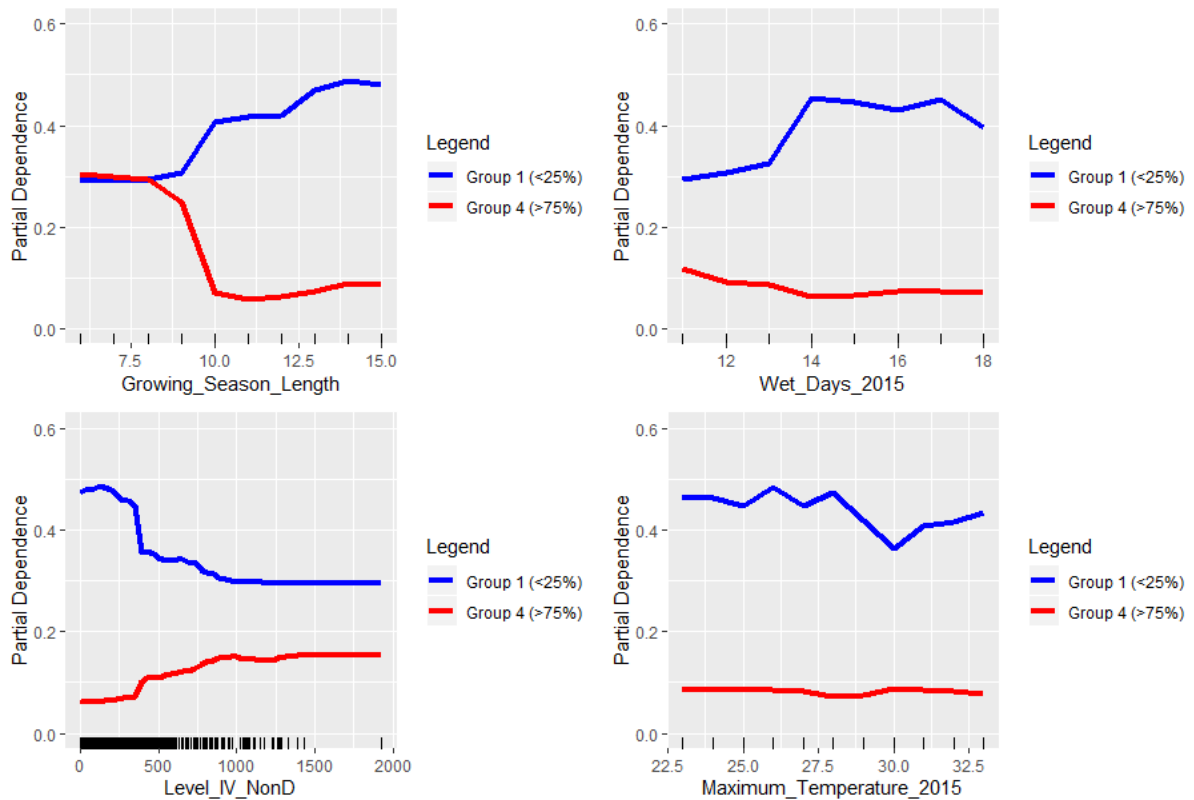 0.6
0.4
0.2
0.0
Partial Dependence
7.5 10.0 12.5 15.0
Growing_Season_Length
Legend
Group 1 (<25%)
Group 4 (>75%)
0.6
0.4
0.2
0.0
Partial Dependence
12 14 16 18
Wet_Days_2015
Legend
Group 1 (<25%)
Group 4 (>75%)
0.6
0.4
0.2
0.0
Partial Dependence
0 500 1000 1500 2000
Level_IV_NonD
Legend
Group 1 (<25%)
Group 4 (>75%)
0.6
0.4
0.2
0.0
Partial Dependence
22.5 25.0 27.5 30.0 32.5
Maximum_Temperature_2015
Legend
Group 1 (<25%)
Group 4 (>75%)